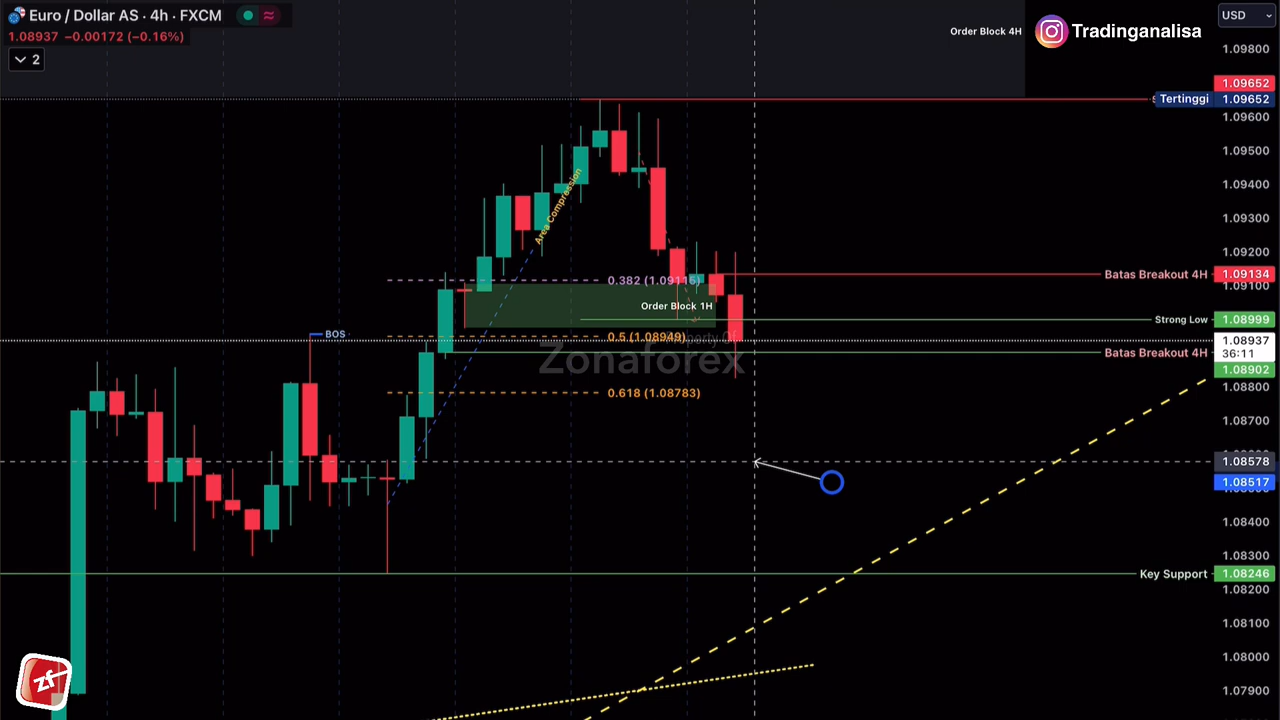 Euro / Dollar AS · 4h · FXCM
1.08937 −0.00172 (−0.16%)
2
Order Block 4H
Tradinganalisa
USD
1.09800
1.09652
Tertinggi 1.09652
1.09600
1.09500
1.09400
1.09300
1.09200
Area Compression
0.382 (1.09115)
Batas Breakout 4H 1.09134
1.09100
Order Block 1H
Strong Low 1.08999
BOS
0.5 (1.08949)
Property Of
Zonaforex
1.08937
36:11
Batas Breakout 4H
1.08902
0.618 (1.08783)
1.08800
1.08700
1.08578
1.08517
1.08400
1.08300
Key Support 1.08246
1.08200
1.08100
1.08000
1.07900
zf